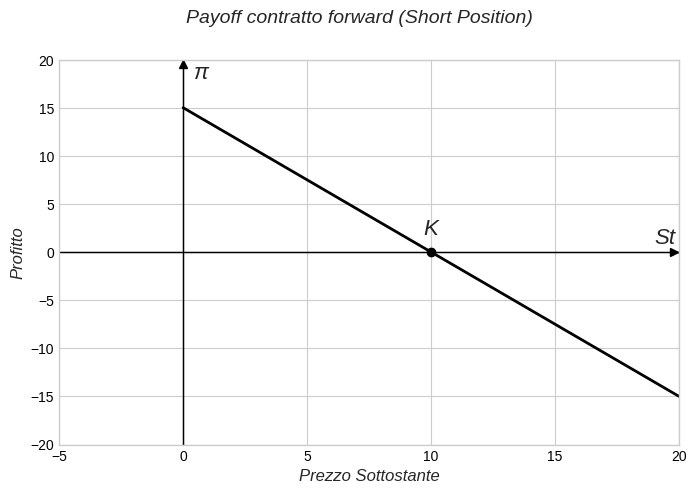 Payoff contratto forward (Short Position)
20
π
15
10
5
K
St
0
Profitto
−5
−10
−15
−20
−5 0 5 10 15 20
Prezzo Sottostante